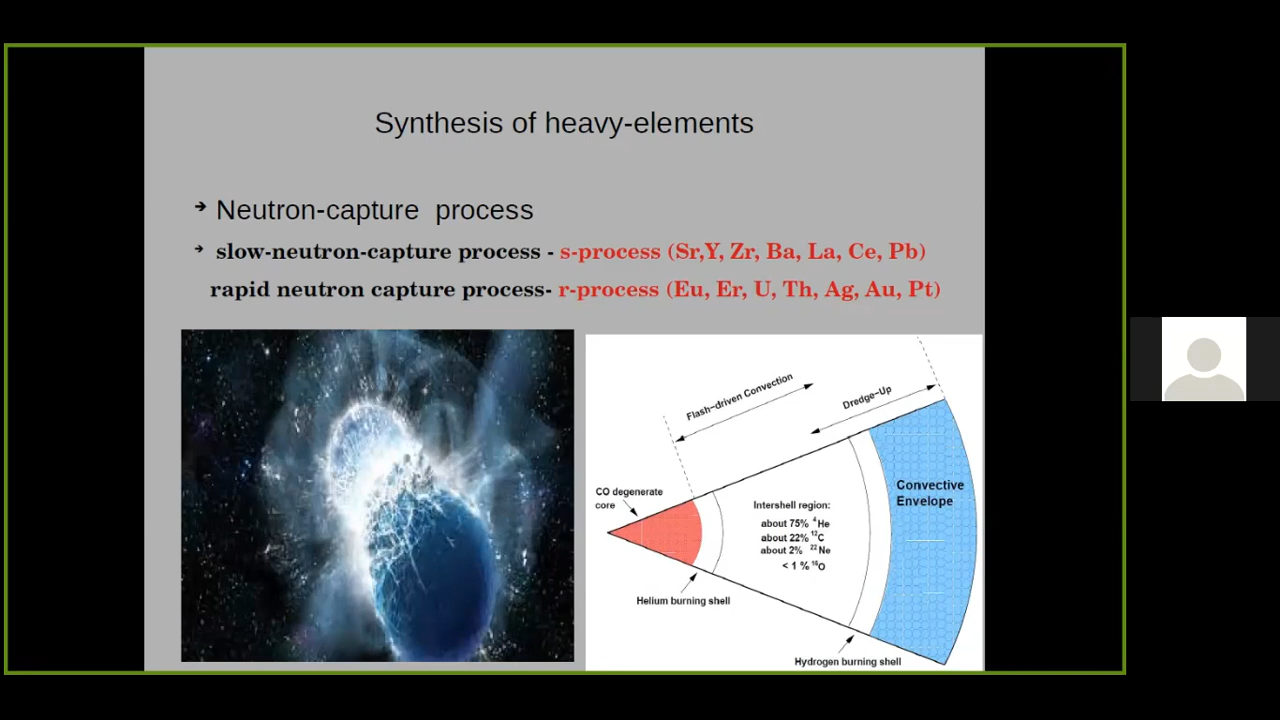 Synthesis of heavy-elements
➔ Neutron-capture process
➔ slow-neutron-capture process - s-process (Sr,Y, Zr, Ba, La, Ce, Pb)
rapid neutron capture process- r-process (Eu, Er, U, Th, Ag, Au, Pt)
Flash-driven Convection
Dredge-Up
CO degenerate
core
Intershell region:
about 75% ⁴He
about 22% ¹²C
about 2% ²²Ne
< 1 % ¹⁶O
Convective
Envelope
Helium burning shell
Hydrogen burning shell